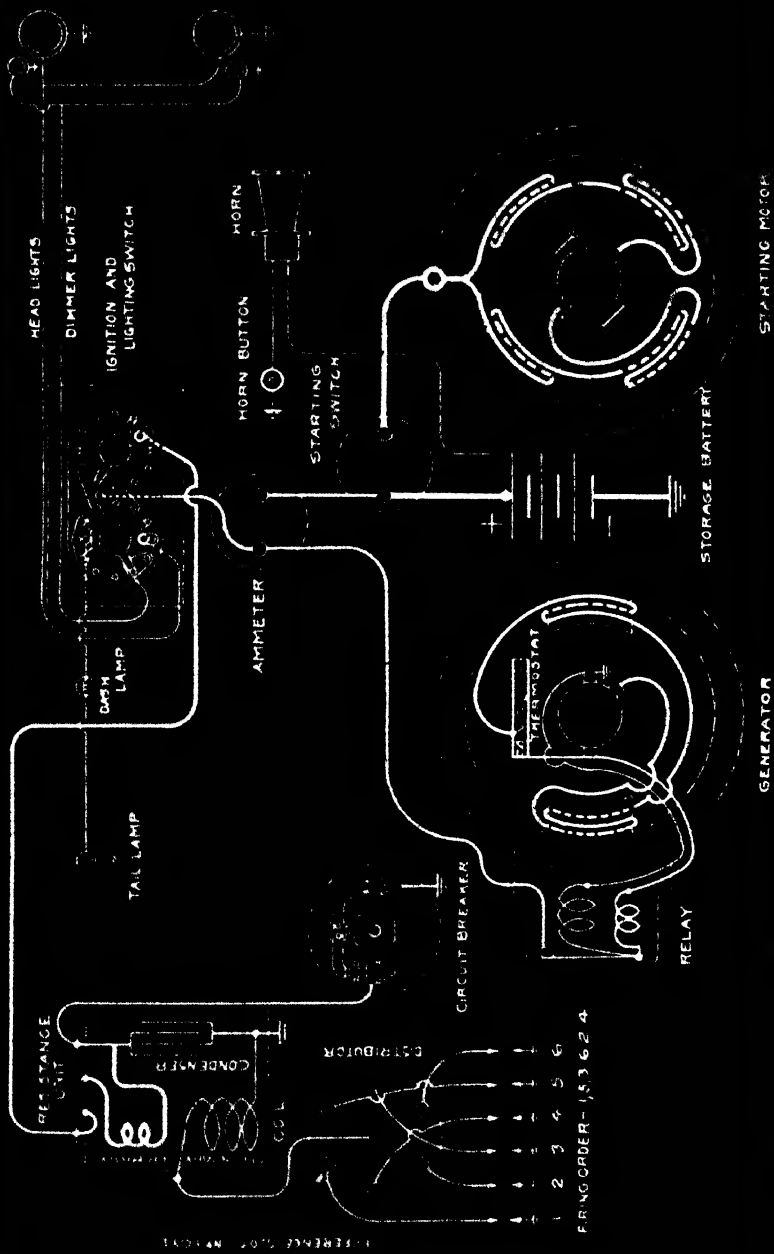 HEAD LIGHTS
DIMMER LIGHTS
IGNITION AND
LIGHTING SWITCH
HORN
HORN BUTTON
STARTING
SWITCH
STARTING MOTOR
+
STORAGE BATTERY
-
AMMETER
DASH
LAMP
TAIL LAMP
THERMOSTAT
GENERATOR
RELAY
CIRCUIT BREAKER
RESISTANCE
UNIT
CONDENSER
COIL
DISTRIBUTOR
1 2 3 4 5 6
FIRING ORDER-1 5 3 6 2 4
REFERENCE